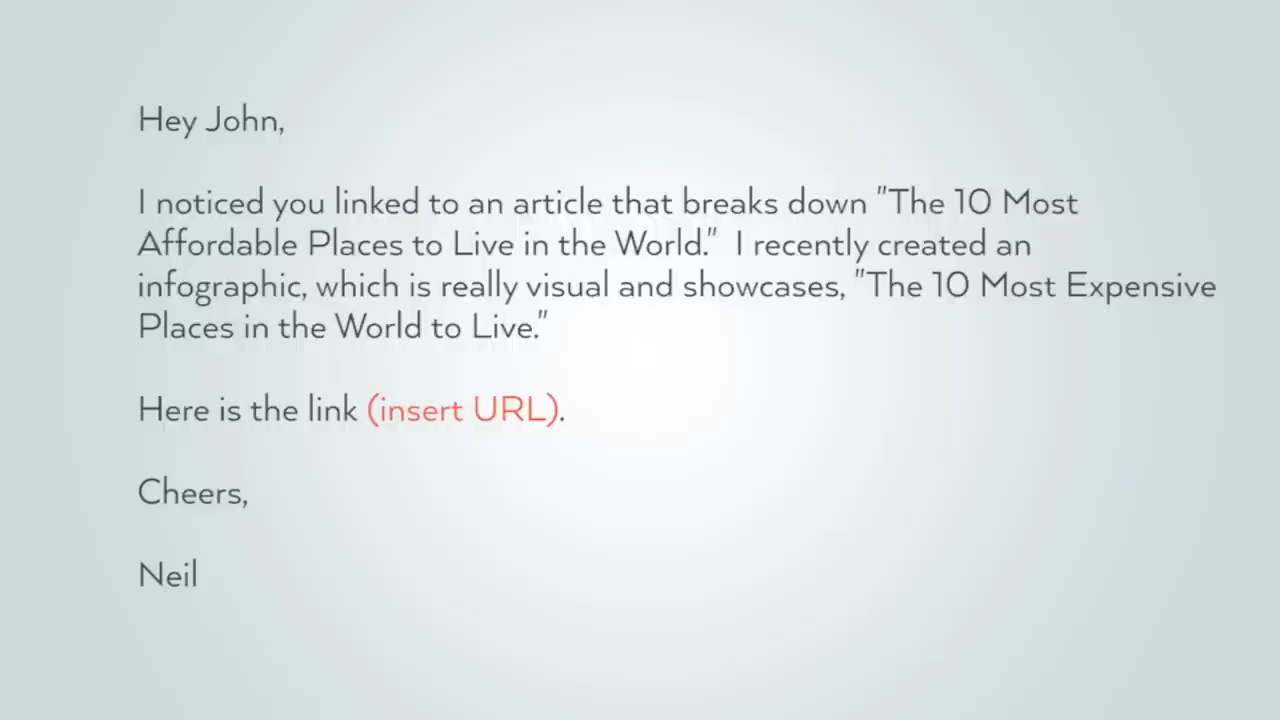 Hey John,
I noticed you linked to an article that breaks down "The 10 Most
Affordable Places to Live in the World."  I recently created an
infographic, which is really visual and showcases, "The 10 Most Expensive
Places in the World to Live."
Here is the link (insert URL).
Cheers,
Neil